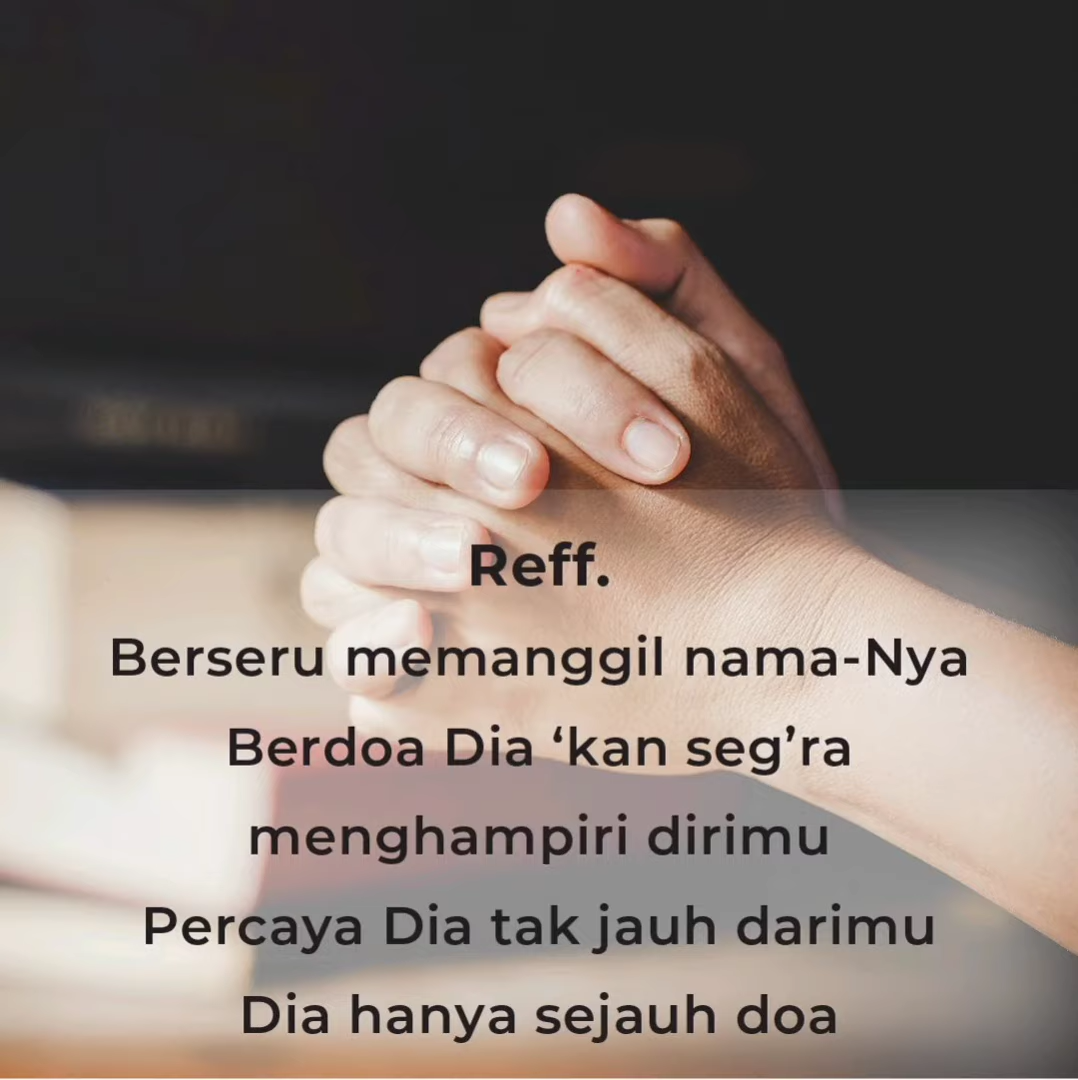 Reff.
Berseru memanggil nama-Nya
Berdoa Dia ‘kan seg’ra
menghampiri dirimu
Percaya Dia tak jauh darimu
Dia hanya sejauh doa